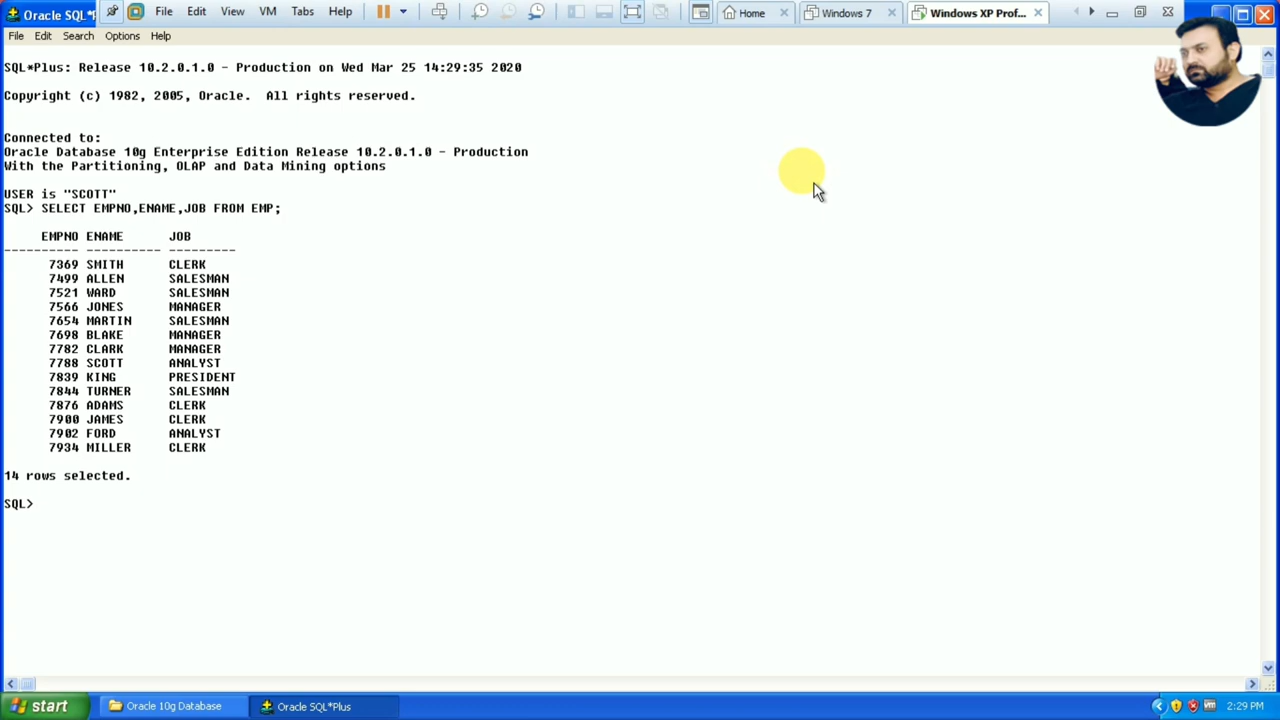 Oracle SQL*P
File Edit View VM Tabs Help
Home
Windows 7
Windows XP Prof...
File Edit Search Options Help
SQL*Plus: Release 10.2.0.1.0 - Production on Wed Mar 25 14:29:35 2020
Copyright (c) 1982, 2005, Oracle.  All rights reserved.
Connected to:
Oracle Database 10g Enterprise Edition Release 10.2.0.1.0 - Production
With the Partitioning, OLAP and Data Mining options
USER is "SCOTT"
SQL> SELECT EMPNO,ENAME,JOB FROM EMP;
EMPNO ENAME JOB
---------- ---------- ---------
7369 SMITH CLERK
7499 ALLEN SALESMAN
7521 WARD SALESMAN
7566 JONES MANAGER
7654 MARTIN SALESMAN
7698 BLAKE MANAGER
7782 CLARK MANAGER
7788 SCOTT ANALYST
7839 KING PRESIDENT
7844 TURNER SALESMAN
7876 ADAMS CLERK
7900 JAMES CLERK
7902 FORD ANALYST
7934 MILLER CLERK
14 rows selected.
SQL>
start
Oracle 10g Database
Oracle SQL*Plus
2:29 PM